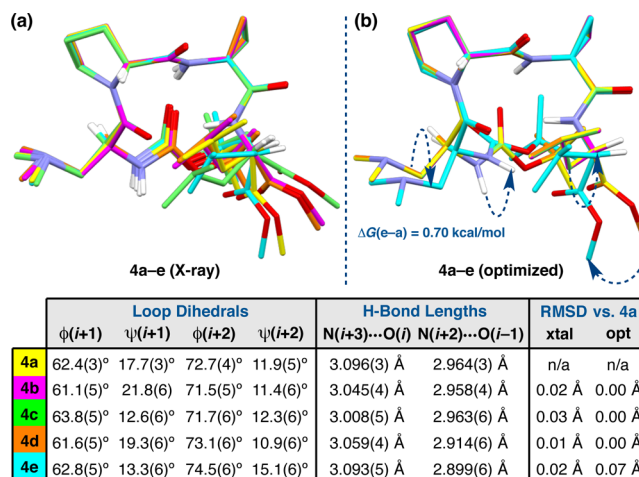 (a)
(b)
ΔG(e–a) = 0.70 kcal/mol
4a–e (X-ray)
4a–e (optimized)
Loop Dihedrals H-Bond Lengths RMSD vs. 4a
ϕ(i+1) ψ(i+1) ϕ(i+2) ψ(i+2) N(i+3)···O(i) N(i+2)···O(i–1) xtal opt
4a 62.4(3)º 17.7(3)º 72.7(4)º 11.9(5)º 3.096(3) Å 2.964(3) Å n/a n/a
4b 61.1(5)º 21.8(6) 71.5(5)º 11.4(6)º 3.045(4) Å 2.958(4) Å 0.02 Å 0.00 Å
4c 63.8(5)º 12.6(6)º 71.7(6)º 12.3(6)º 3.008(5) Å 2.963(6) Å 0.03 Å 0.00 Å
4d 61.6(5)º 19.3(6)º 73.1(6)º 10.9(6)º 3.059(4) Å 2.914(4) Å 0.01 Å 0.00 Å
4e 62.8(5)º 13.3(6)º 74.5(6)º 15.1(6)º 3.093(5) Å 2.899(6) Å 0.02 Å 0.07 Å